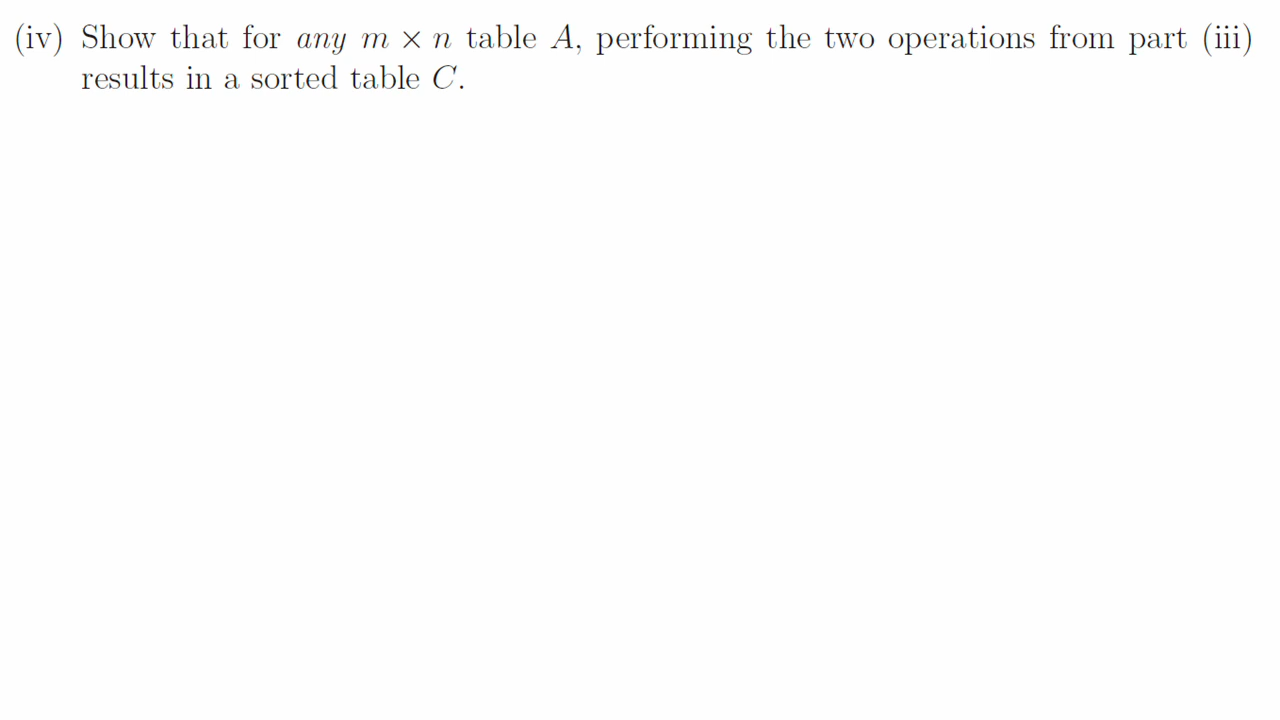 (iv) Show that for any m × n table A, performing the two operations from part (iii)
results in a sorted table C.